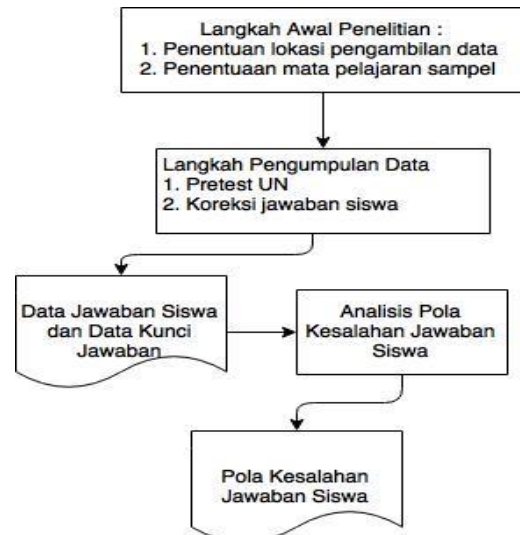 Langkah Awal Penelitian :
1. Penentuan lokasi pengambilan data
2. Penentuaan mata pelajaran sampel
Langkah Pengumpulan Data
1. Pretest UN
2. Koreksi jawaban siswa
Data Jawaban Siswa
dan Data Kunci
Jawaban
Analisis Pola
Kesalahan Jawaban
Siswa
Pola Kesalahan
Jawaban Siswa